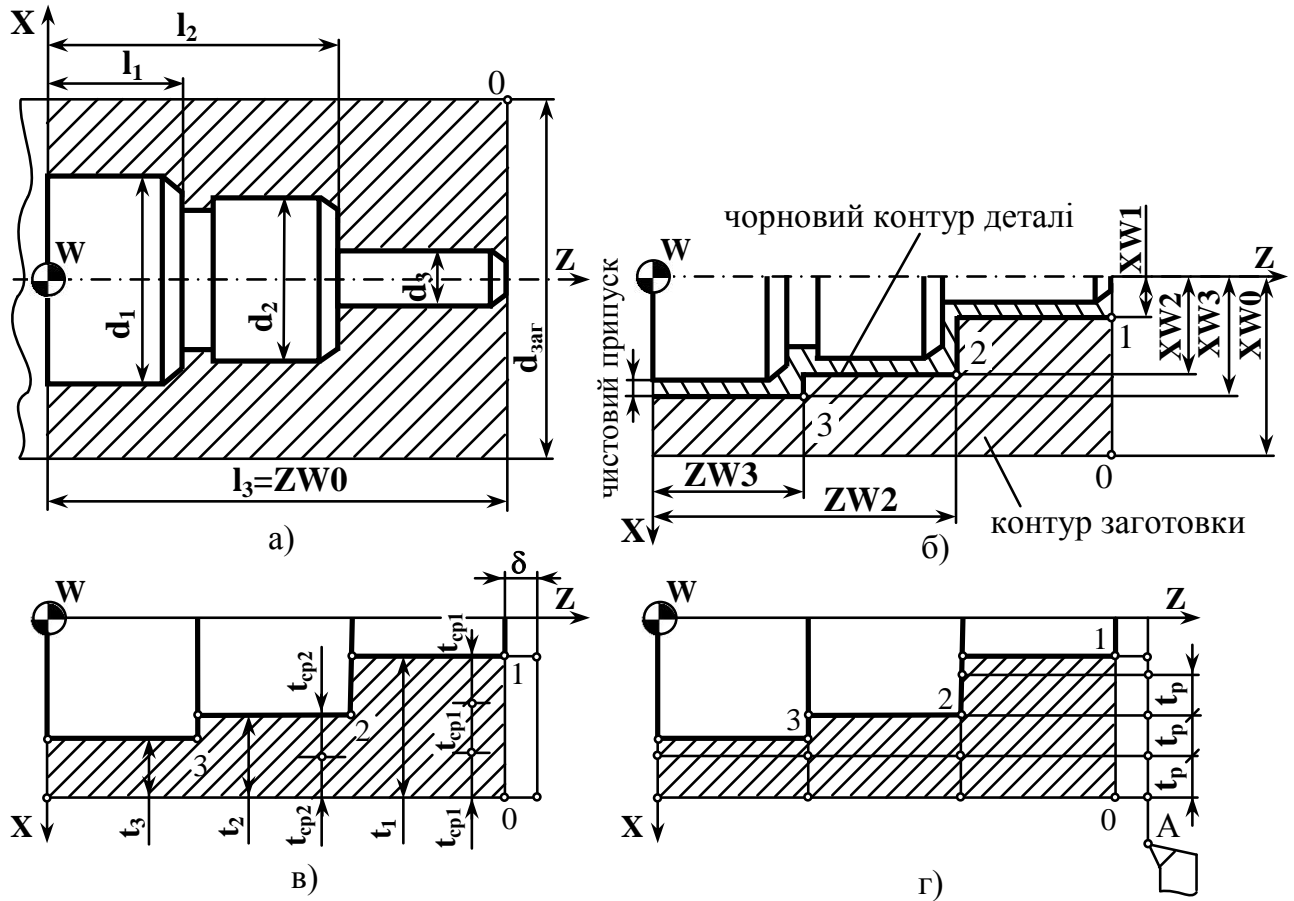 X
l₂
l₁
0
W
Z
d₁
d₂
d₃
dзаг
l₃=ZW0
а)
чорновий контур деталі
W
Z
XW1
XW2
XW3
XW0
1
2
3
0
чистовий припуск
ZW3
ZW2
X
контур заготовки
б)
W
δ
Z
tср1
tср2
1
2
3
tср1
X
t₃
t₂
tср2
t₁
tср1
0
в)
W
Z
1
2
3
tр
tр
tр
X
0
А
г)